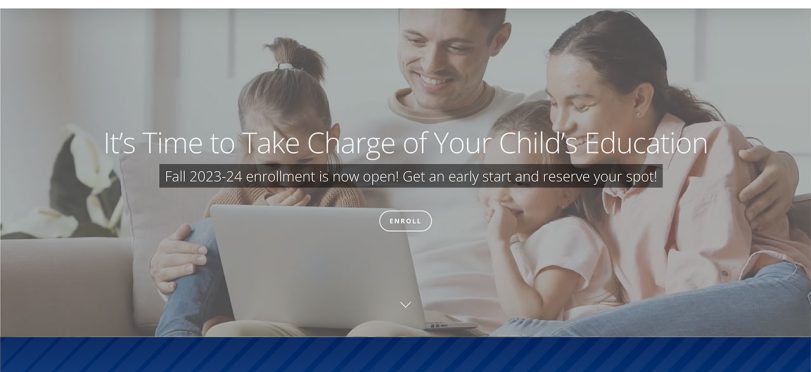 It’s Time to Take Charge of Your Child’s Education
Fall 2023-24 enrollment is now open! Get an early start and reserve your spot!
ENROLL